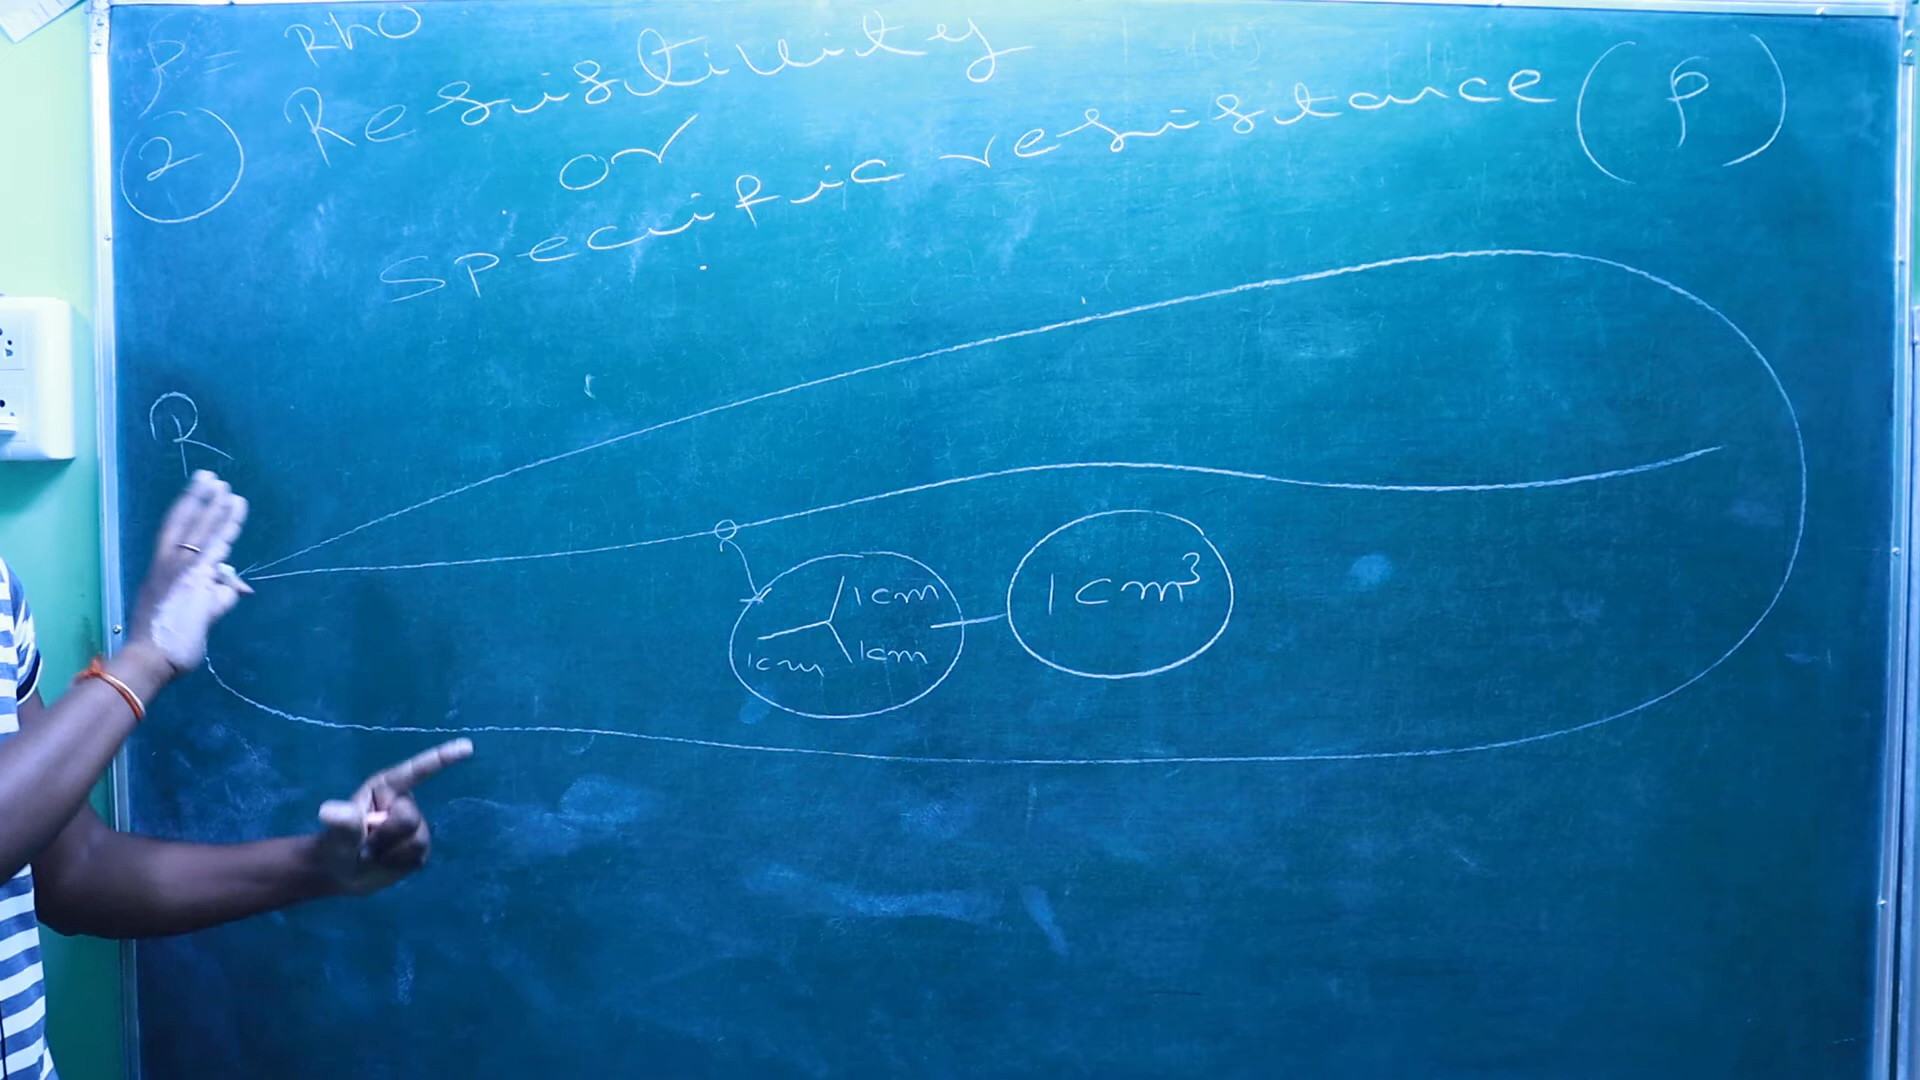 ρ = Rho
② Resistivity
or
Specific resistance (ρ)
R
1cm
1cm 1cm
1cm³